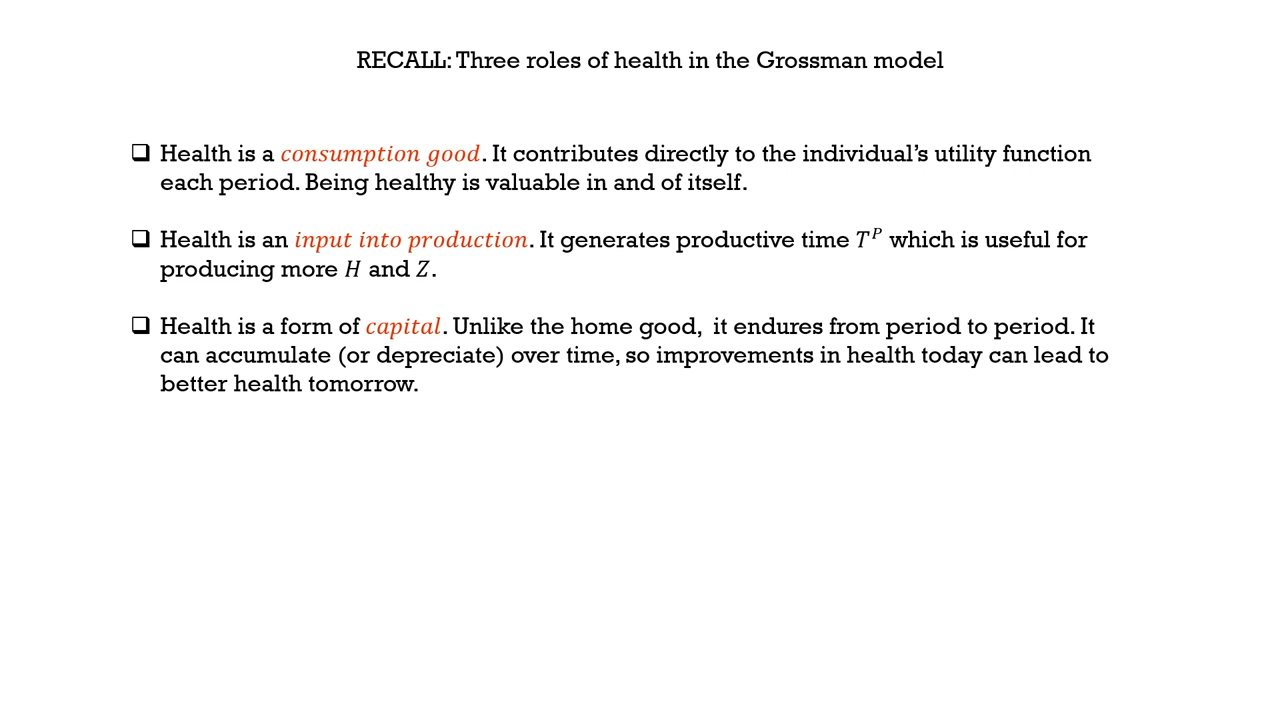 RECALL: Three roles of health in the Grossman model
❑ Health is a consumption good. It contributes directly to the individual’s utility function
each period. Being healthy is valuable in and of itself.
❑ Health is an input into production. It generates productive time Tᴾ which is useful for
producing more H and Z.
❑ Health is a form of capital. Unlike the home good, it endures from period to period. It
can accumulate (or depreciate) over time, so improvements in health today can lead to
better health tomorrow.